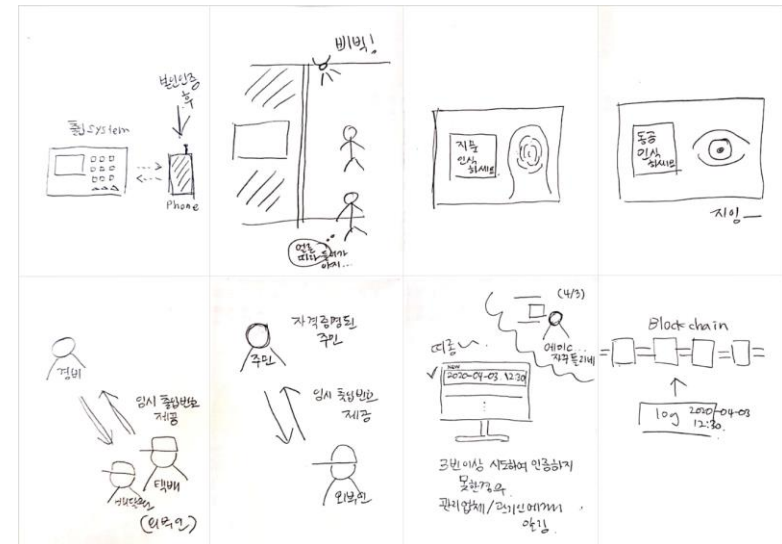 본인인증
후
출입 System
Phone
삐빅!
얼른
따라 들어가
야지...
지문
인식
하세요
동공
인식
하세요
지잉—
경비
임시 출입번호
제공
택배
배달원
(외부인)
자격증명된
주민
주민
임시 출입번호
제공
외부인
(4/3)
에이C..
자꾸 틀리네
띠롱~.
NEW
2020-04-03. 12:30
3번이상 시도하여 인증하지
못한경우
관리업체/관리인에게
알림
Block chain
log 2020-04-03
12:30.